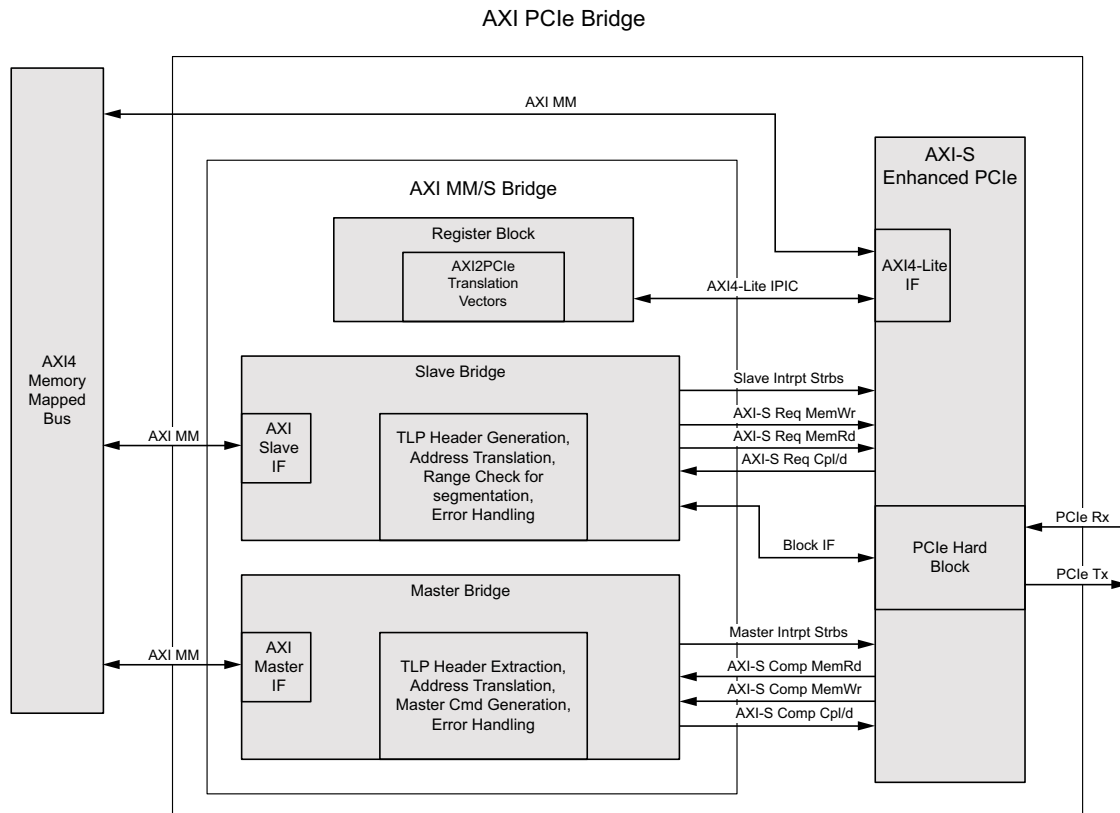 AXI PCIe Bridge
AXI MM
AXI-S
Enhanced PCIe
AXI MM/S Bridge
Register Block
AXI2PCIe
Translation
Vectors
AXI4-Lite
IF
AXI4-Lite IPIC
AXI4
Memory
Mapped
Bus
Slave Bridge
Slave Intrpt Strbs
AXI MM
AXI
Slave
IF
TLP Header Generation,
Address Translation,
Range Check for
segmentation,
Error Handling
AXI-S Req MemWr
AXI-S Req MemRd
AXI-S Req Cpl/d
Block IF
PCIe Hard
Block
PCIe Rx
PCIe Tx
Master Bridge
Master Intrpt Strbs
AXI MM
AXI
Master
IF
TLP Header Extraction,
Address Translation,
Master Cmd Generation,
Error Handling
AXI-S Comp MemRd
AXI-S Comp MemWr
AXI-S Comp Cpl/d